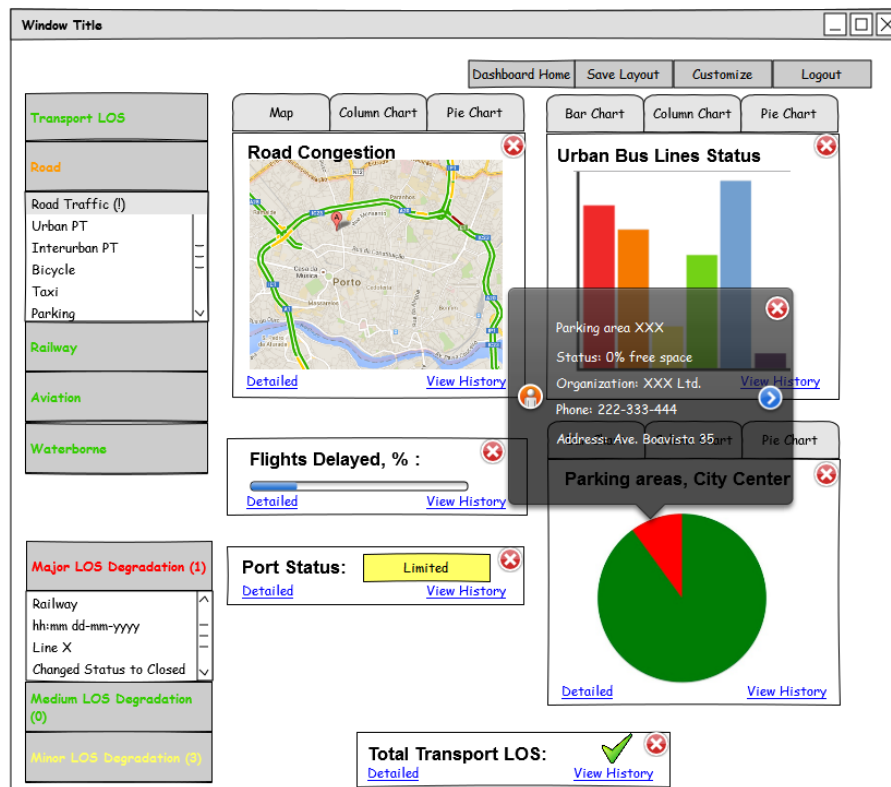 Window Title
Dashboard Home
Save Layout
Customize
Logout
Transport LOS
Road
Road Traffic (!)
Urban PT
Interurban PT
Bicycle
Taxi
Parking
Railway
Aviation
Waterborne
Major LOS Degradation (1)
Railway
hh:mm dd-mm-yyyy
Line X
Changed Status to Closed
Medium LOS Degradation
(0)
Minor LOS Degradation (3)
Map
Column Chart
Pie Chart
Road Congestion
Porto
Detailed
View History
Flights Delayed, % :
Detailed
View History
Port Status:
Limited
Detailed
View History
Bar Chart
Column Chart
Pie Chart
Urban Bus Lines Status
View History
Parking area XXX
Status: 0% free space
Organization: XXX Ltd.
Phone: 222-333-444
Address: Ave. Boavista 35
Pie Chart
Parking areas, City Center
Detailed
View History
Total Transport LOS:
Detailed
View History